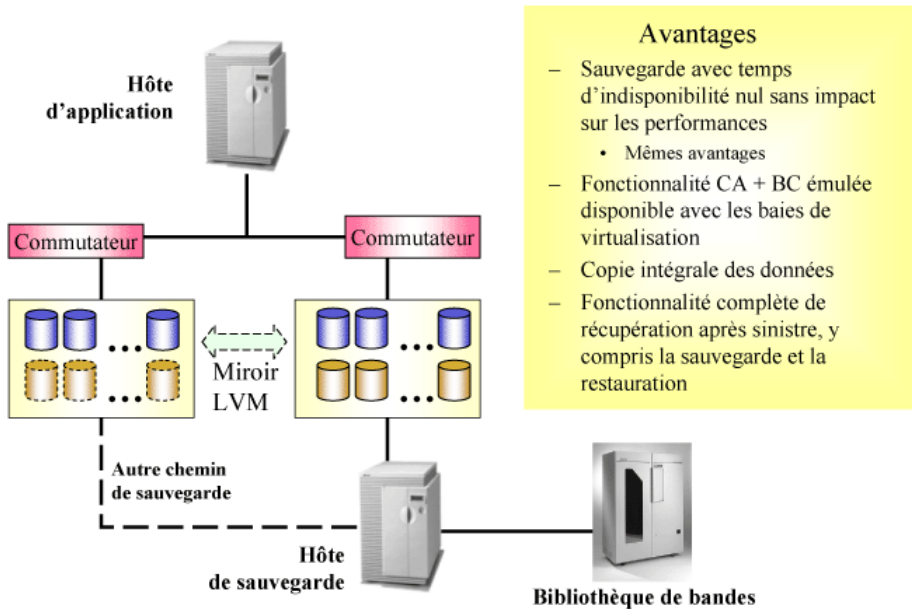 Hôte
d'application
Commutateur
Commutateur
Miroir
LVM
Autre chemin
de sauvegarde
Hôte
de sauvegarde
Bibliothèque de bandes
Avantages
– Sauvegarde avec temps
d'indisponibilité nul sans impact
sur les performances
• Mêmes avantages
– Fonctionnalité CA + BC émulée
disponible avec les baies de
virtualisation
– Copie intégrale des données
– Fonctionnalité complète de
récupération après sinistre, y
compris la sauvegarde et la
restauration